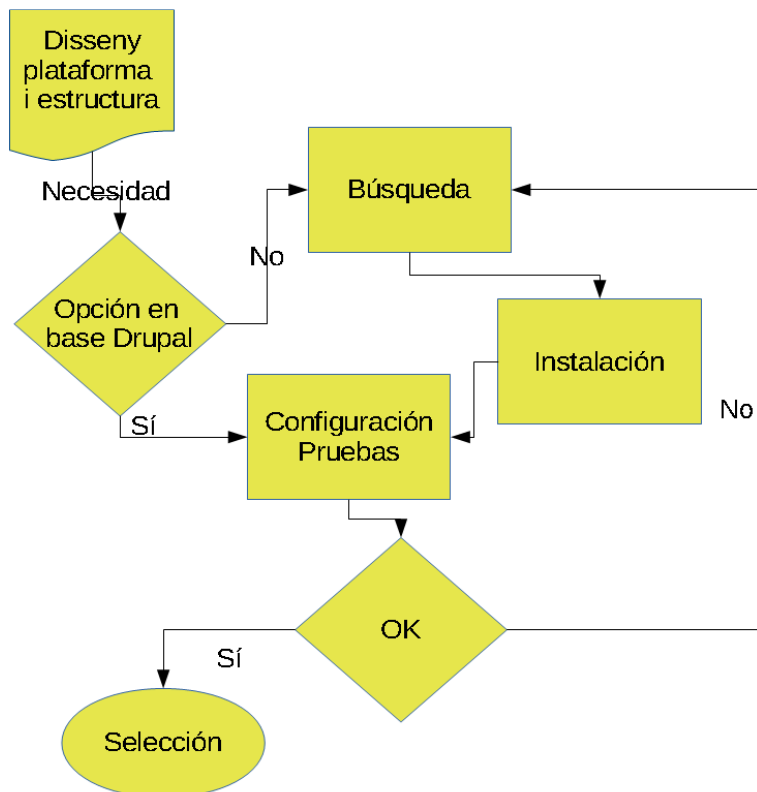 Disseny
plataforma
i estructura
Necesidad
Búsqueda
No
Opción en
base Drupal
Instalación
Sí
Configuración
Pruebas
No
OK
Sí
Selección